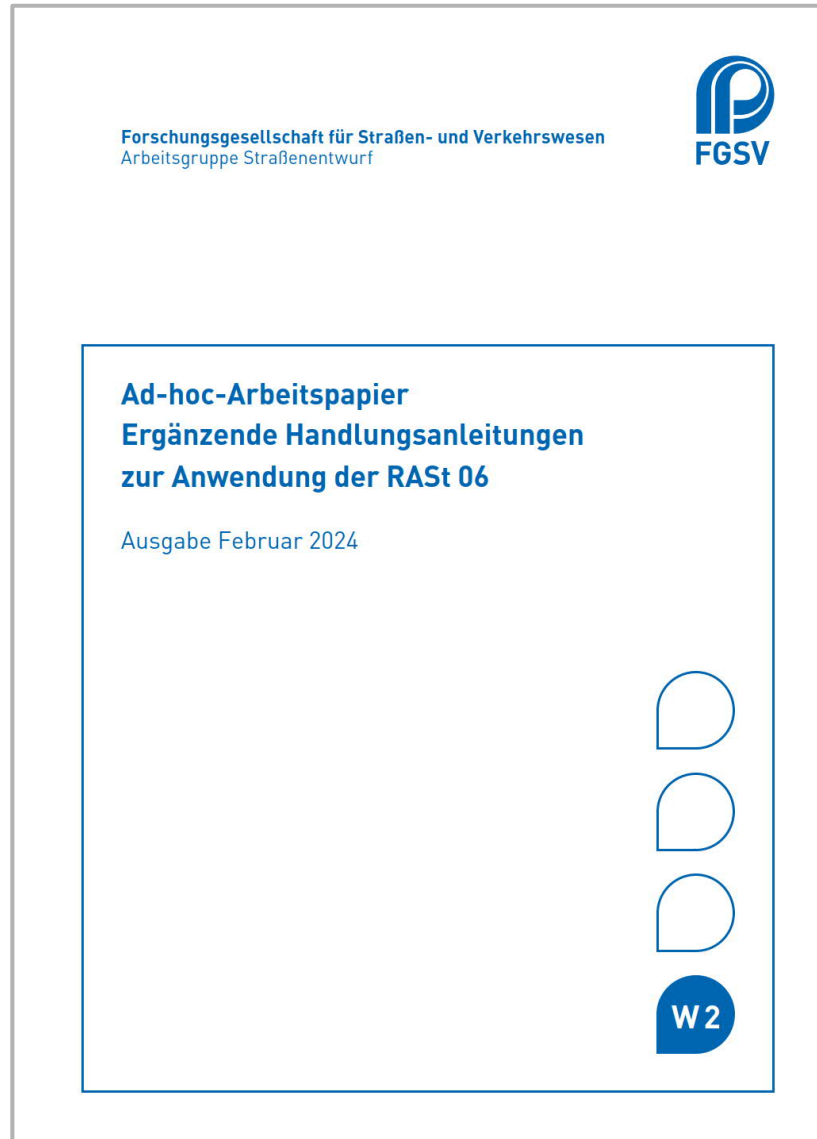 Forschungsgesellschaft für Straßen- und Verkehrswesen
Arbeitsgruppe Straßenentwurf
FGSV
Ad-hoc-Arbeitspapier
Ergänzende Handlungsanleitungen
zur Anwendung der RASt 06
Ausgabe Februar 2024
W 2